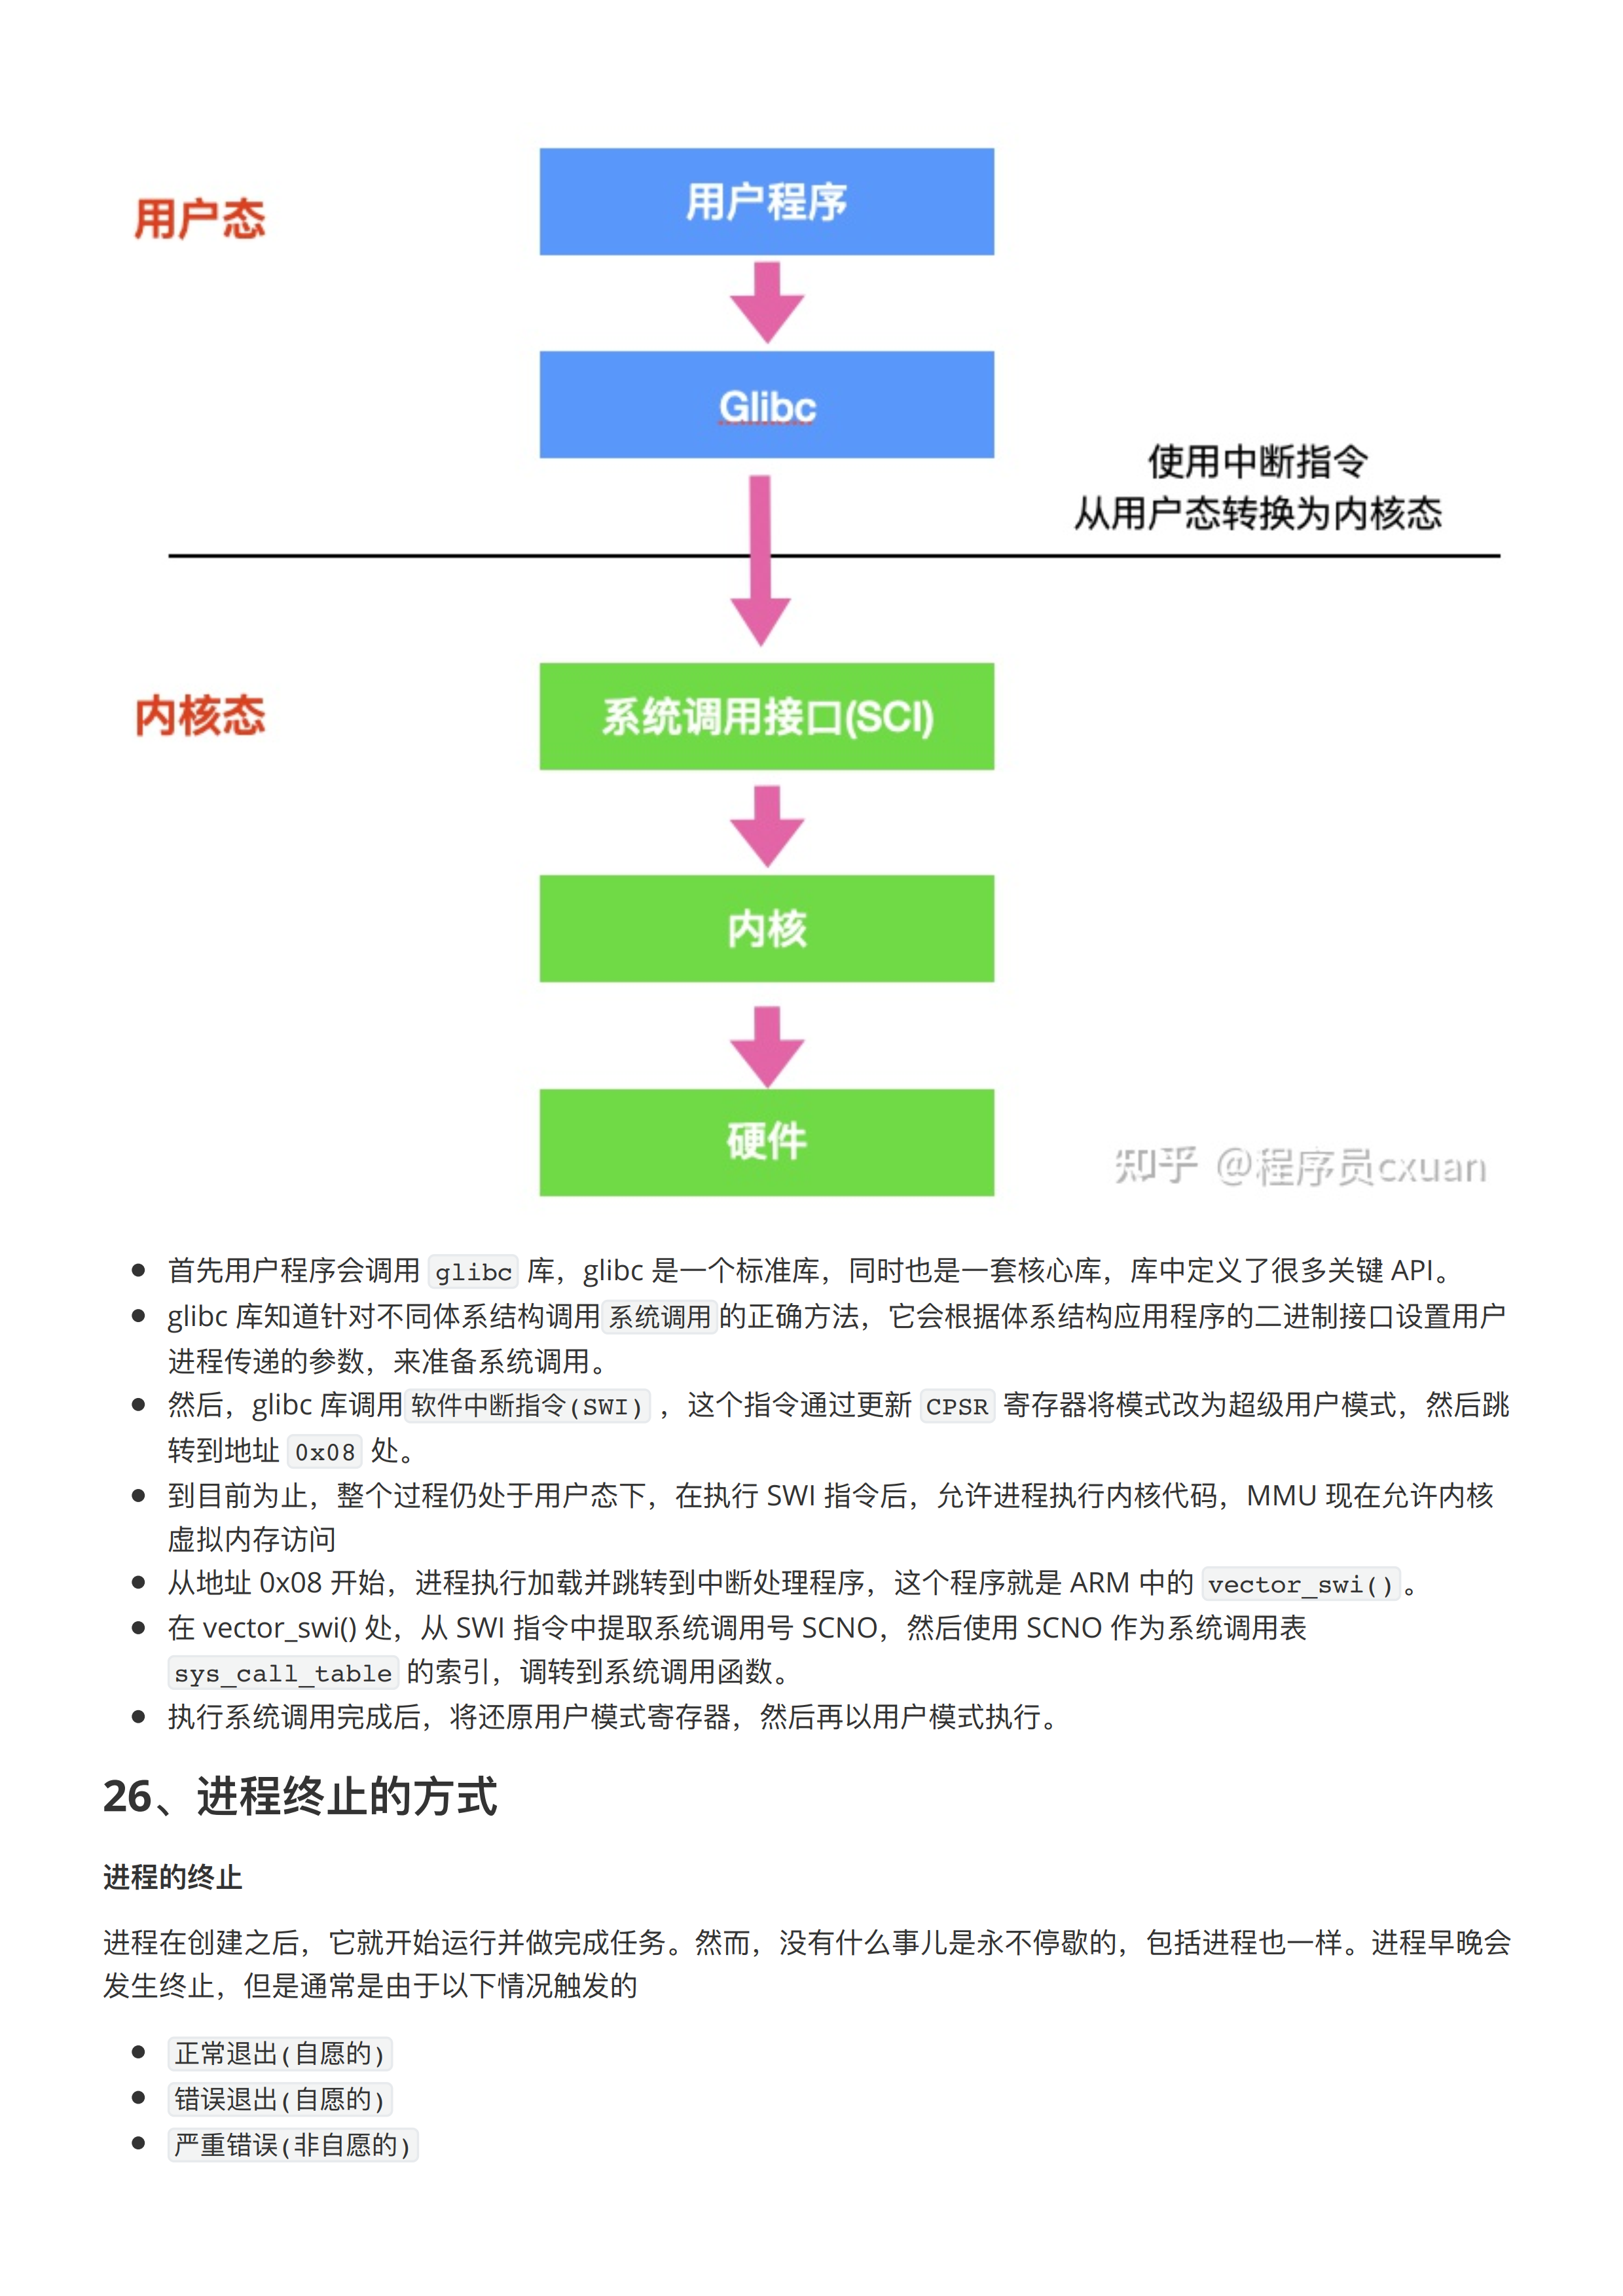 用户态
用户程序
Glibc
使用中断指令
从用户态转换为内核态
内核态
系统调用接口(SCI)
内核
硬件
知乎 @程序员cxuan
首先用户程序会调用 glibc 库，glibc 是一个标准库，同时也是一套核心库，库中定义了很多关键 API。
glibc 库知道针对不同体系结构调用系统调用的正确方法，它会根据体系结构应用程序的二进制接口设置用户
进程传递的参数，来准备系统调用。
然后，glibc 库调用软件中断指令(SWI) ，这个指令通过更新 CPSR 寄存器将模式改为超级用户模式，然后跳
转到地址 0x08 处。
到目前为止，整个过程仍处于用户态下，在执行 SWI 指令后，允许进程执行内核代码，MMU 现在允许内核
虚拟内存访问
从地址 0x08 开始，进程执行加载并跳转到中断处理程序，这个程序就是 ARM 中的 vector_swi() 。
在 vector_swi() 处，从 SWI 指令中提取系统调用号 SCNO，然后使用 SCNO 作为系统调用表
sys_call_table 的索引，调转到系统调用函数。
执行系统调用完成后，将还原用户模式寄存器，然后再以用户模式执行。
26、进程终止的方式
进程的终止
进程在创建之后，它就开始运行并做完成任务。然而，没有什么事儿是永不停歇的，包括进程也一样。进程早晚会
发生终止，但是通常是由于以下情况触发的
正常退出(自愿的)
错误退出(自愿的)
严重错误(非自愿的)